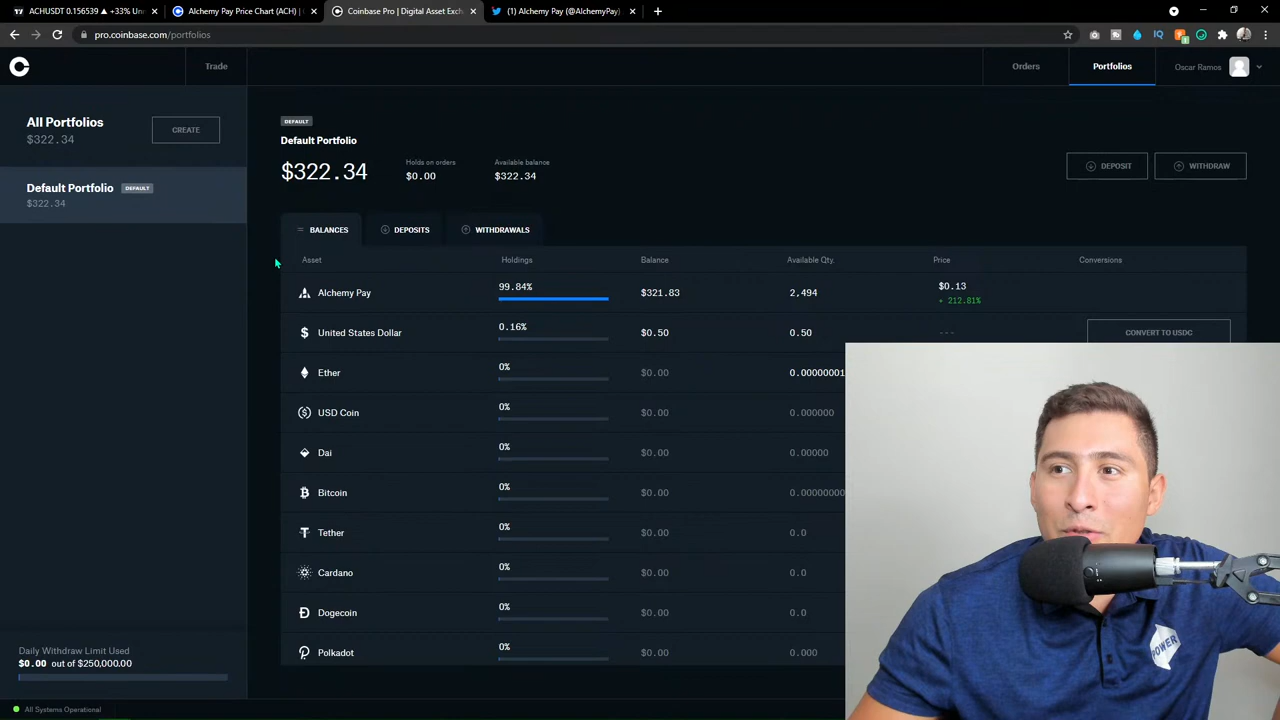 ACHUSDT 0.156539 ▲ +33% Un
Alchemy Pay Price Chart (ACH) |
Coinbase Pro | Digital Asset Exch
(1) Alchemy Pay (@AlchemyPay)
pro.coinbase.com/portfolios
Trade
Orders
Portfolios
Oscar Ramos
All Portfolios
$322.34
CREATE
Default Portfolio DEFAULT
$322.34
DEFAULT
Default Portfolio
$322.34
Holds on orders
$0.00
Available balance
$322.34
DEPOSIT
WITHDRAW
BALANCES
DEPOSITS
WITHDRAWALS
Asset Holdings Balance Available Qty. Price Conversions
Alchemy Pay 99.84% $321.83 2,494 $0.13
+ 212.81%
United States Dollar 0.16% $0.50 0.50 --- CONVERT TO USDC
Ether 0% $0.00 0.00000001
USD Coin 0% $0.00 0.000000
Dai 0% $0.00 0.00000
Bitcoin 0% $0.00 0.00000000
Tether 0% $0.00 0.0
Cardano 0% $0.00 0.0
Dogecoin 0% $0.00 0.0
Polkadot 0% $0.00 0.000
Daily Withdraw Limit Used
$0.00 out of $250,000.00
All Systems Operational
POWER